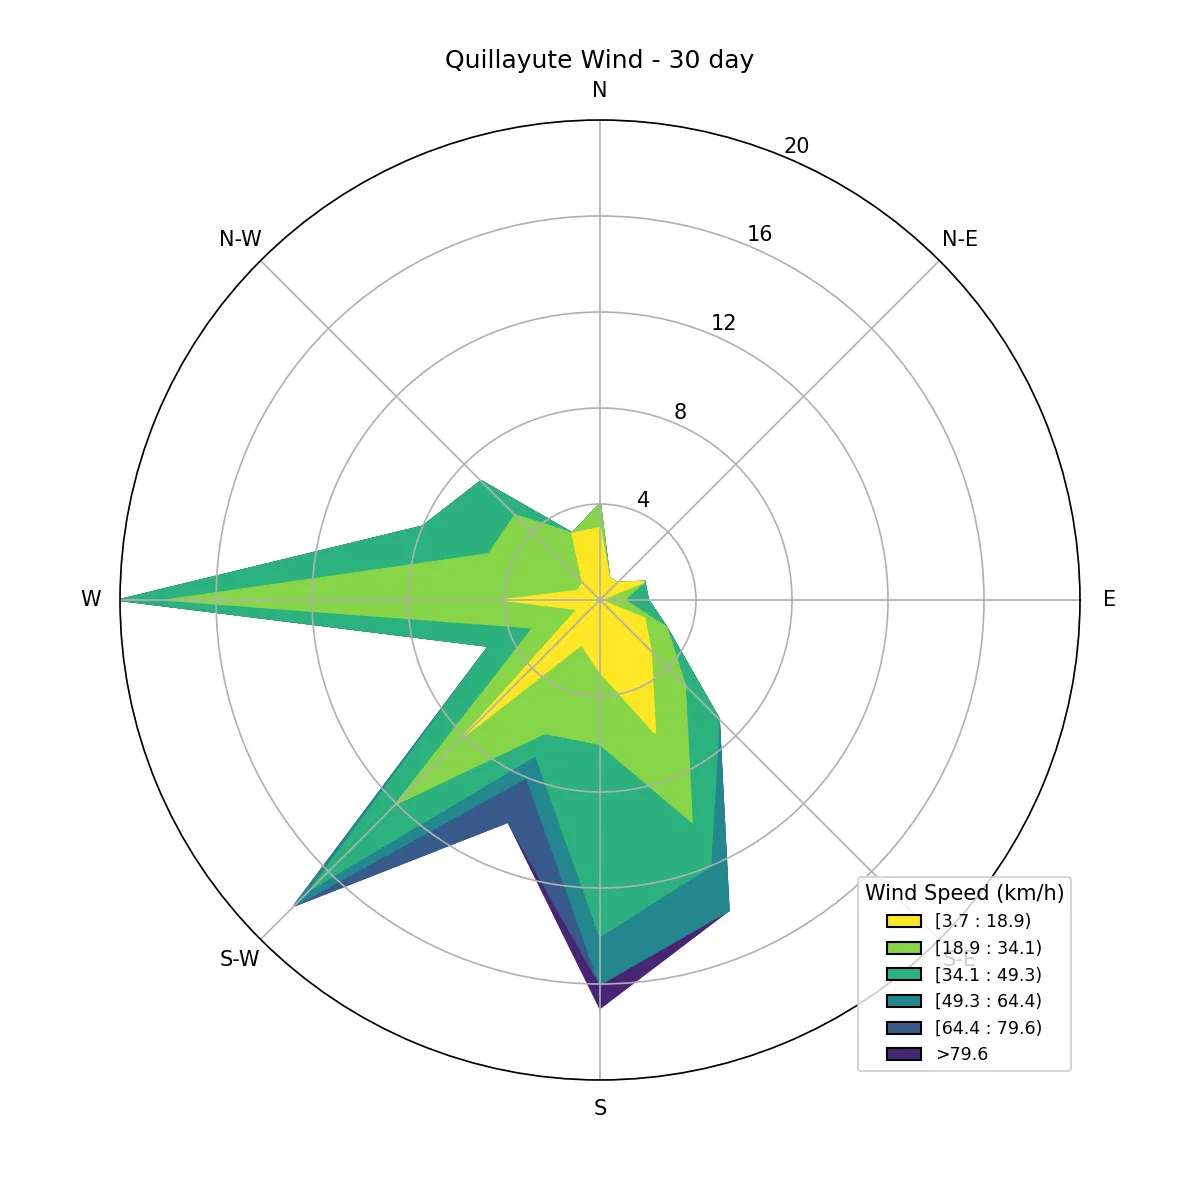 Quillayute Wind - 30 day
N
20
N-W
N-E
16
12
8
4
W
E
S-W
S-E
S
Wind Speed (km/h)
[3.7 : 18.9)
[18.9 : 34.1)
[34.1 : 49.3)
[49.3 : 64.4)
[64.4 : 79.6)
>79.6